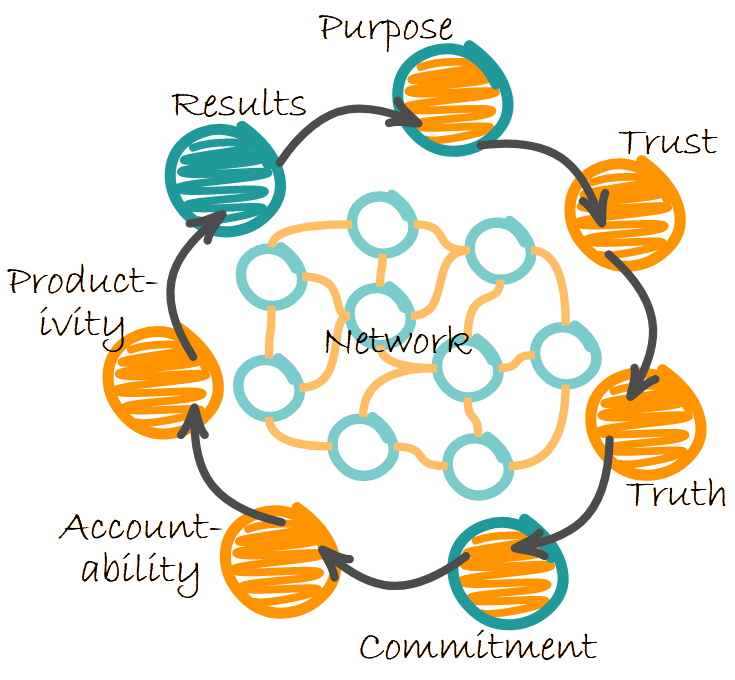 Purpose
Results
Trust
Product-
ivity
Network
Truth
Account-
ability
Commitment